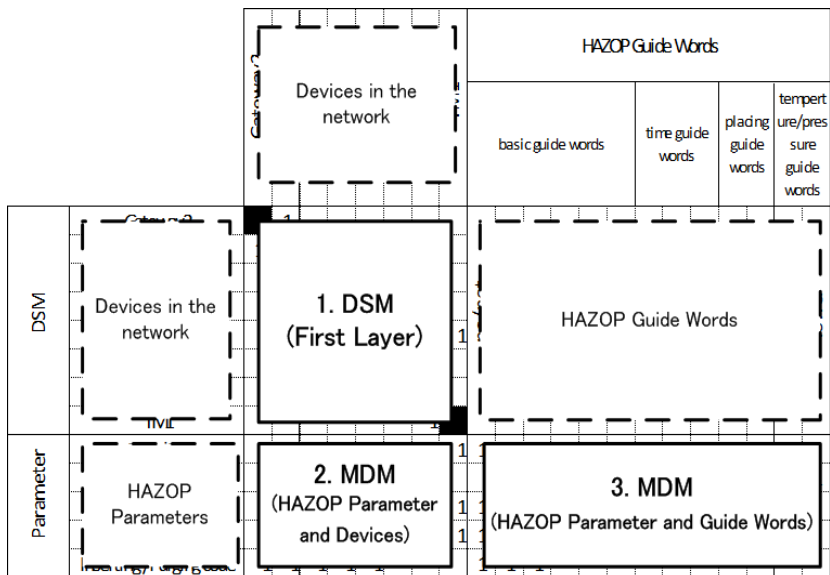 HAZOP Guide Words
Devices in the
network
basic guide words
time guide
words
placing
guide
words
tempert
ure/pres
sure
guide
words
DSM
Devices in the
network
1. DSM
(First Layer)
HAZOP Guide Words
1
1
Parameter
HAZOP
Parameters
2. MDM
(HAZOP Parameter
and Devices)
3. MDM
(HAZOP Parameter and Guide Words)